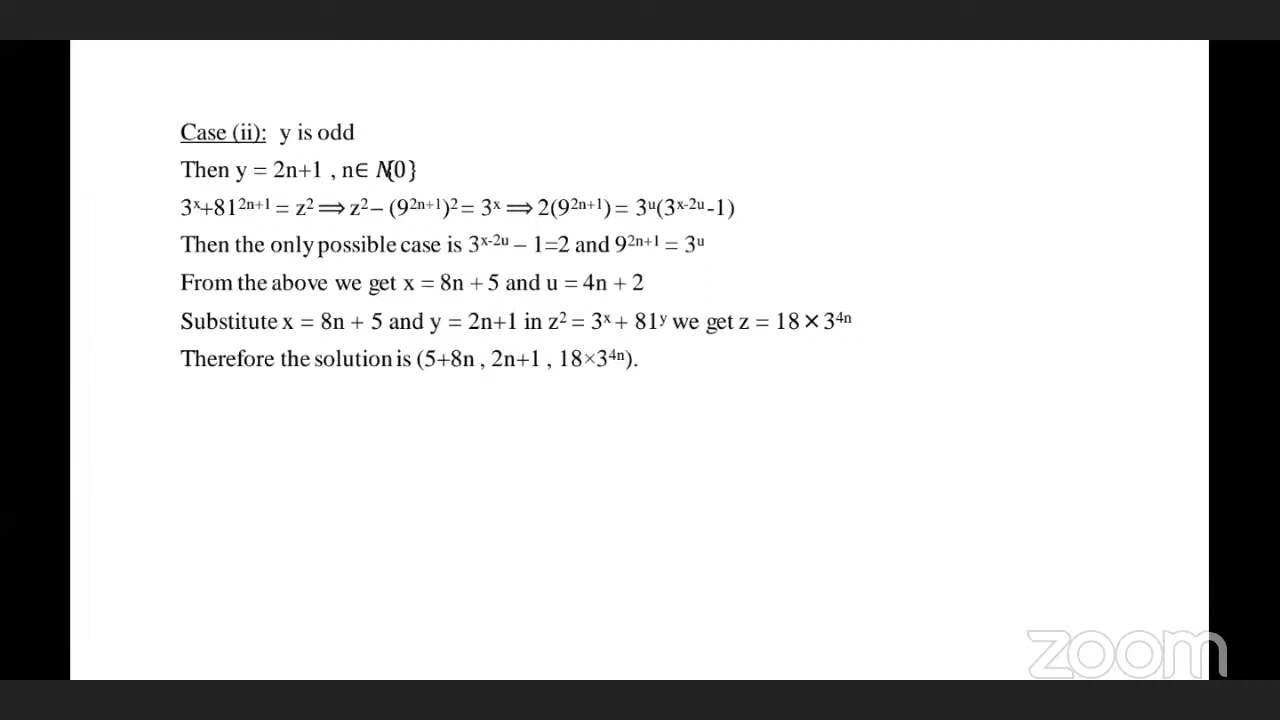 Case (ii): y is odd
Then y = 2n+1 , n∈ N{0}
3ˣ+81²ⁿ⁺¹ = z² ⟹ z² – (9²ⁿ⁺¹)² = 3ˣ ⟹ 2(9²ⁿ⁺¹) = 3ᵘ(3ˣ⁻²ᵘ-1)
Then the only possible case is 3ˣ⁻²ᵘ – 1=2 and 9²ⁿ⁺¹ = 3ᵘ
From the above we get x = 8n + 5 and u = 4n + 2
Substitute x = 8n + 5 and y = 2n+1 in z² = 3ˣ + 81ʸ we get z = 18 × 3⁴ⁿ
Therefore the solution is (5+8n , 2n+1 , 18×3⁴ⁿ).
zoom